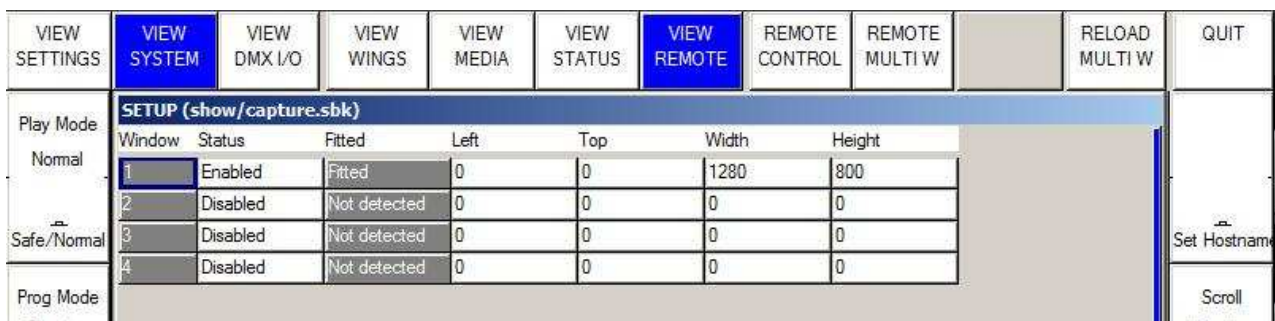 VIEW SETTINGS VIEW SYSTEM VIEW DMX I/O VIEW WINGS VIEW MEDIA VIEW STATUS VIEW REMOTE REMOTE CONTROL REMOTE MULTI W RELOAD MULTI W QUIT
SETUP (show/capture.sbk)
Play Mode
Normal
Safe/Normal
Prog Mode
Window Status Fitted Left Top Width Height
1 Enabled Fitted 0 0 1280 800
2 Disabled Not detected 0 0 0 0
3 Disabled Not detected 0 0 0 0
4 Disabled Not detected 0 0 0 0
Set Hostname
Scroll